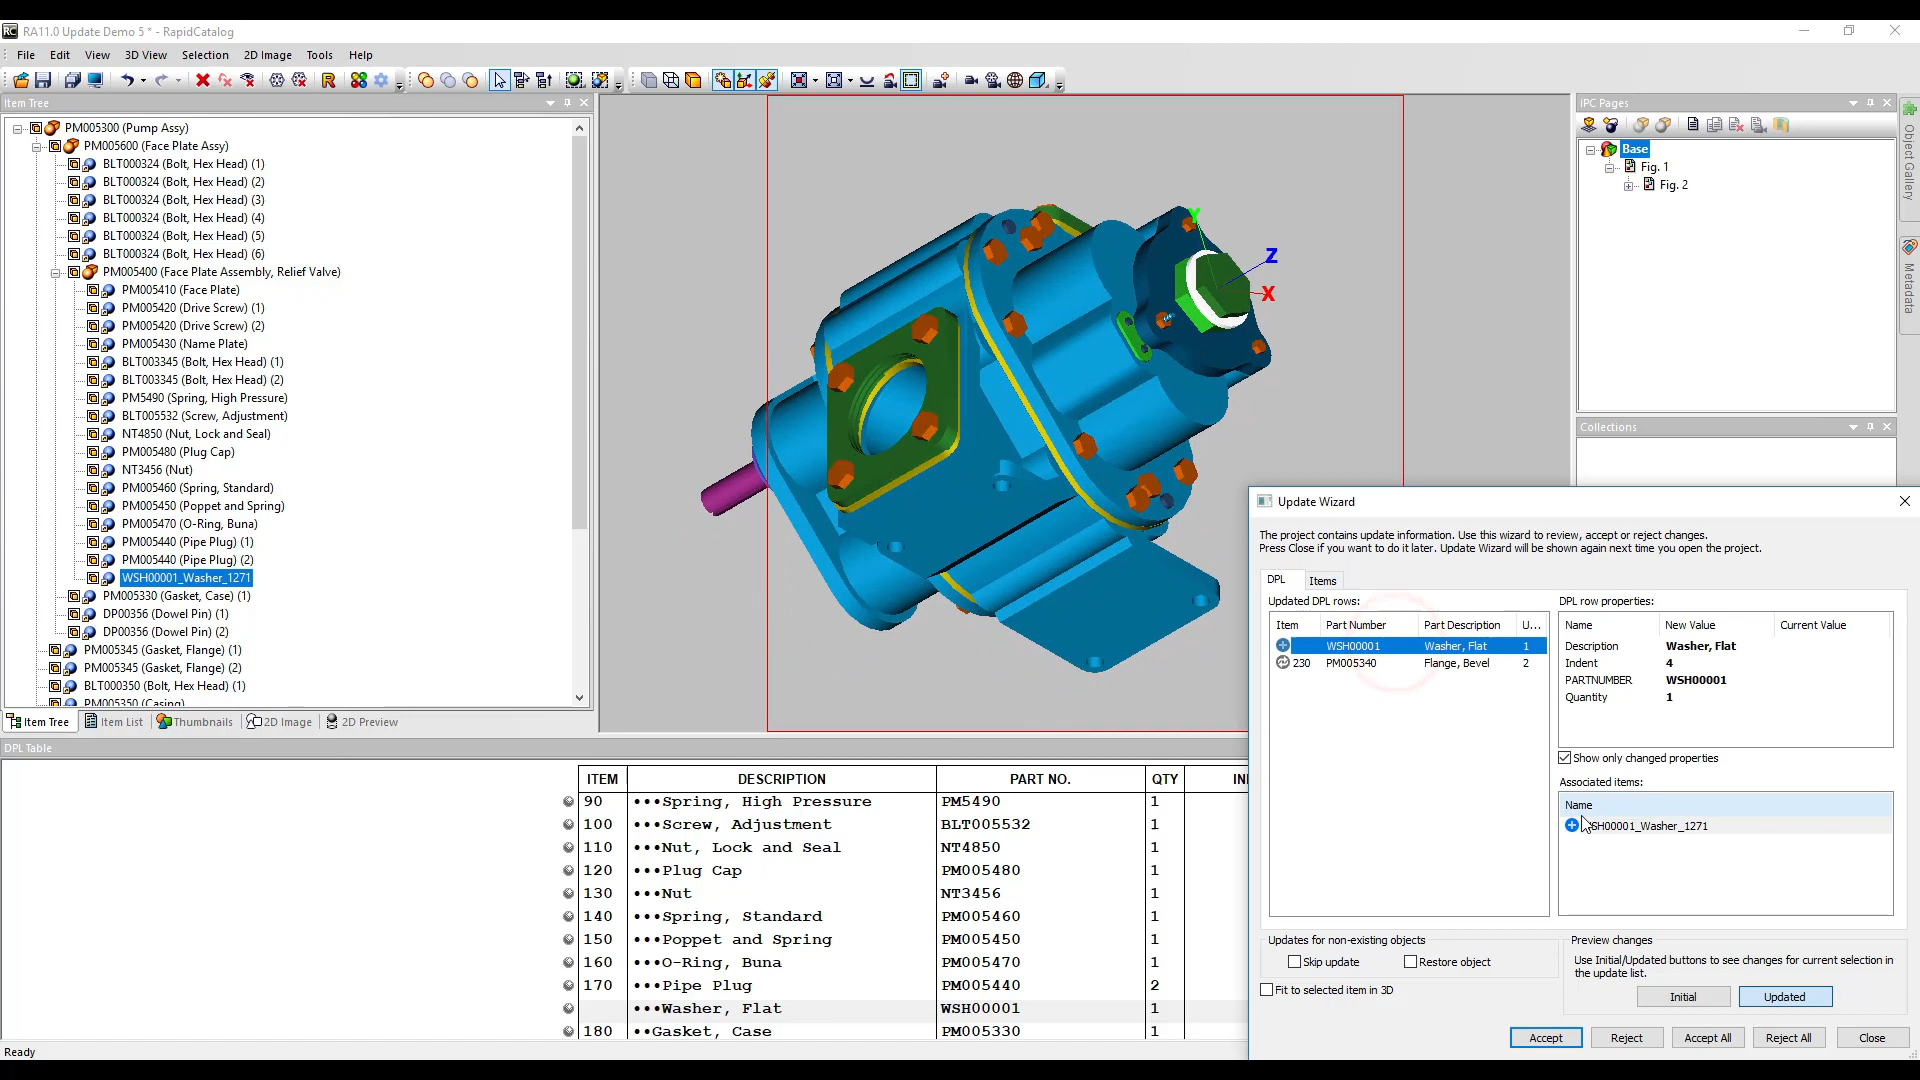 RC RA11.0 Update Demo 5 * - RapidCatalog
File Edit View 3D View Selection 2D Image Tools Help
Item Tree
PM005300 (Pump Assy)
PM005600 (Face Plate Assy)
BLT000324 (Bolt, Hex Head) (1)
BLT000324 (Bolt, Hex Head) (2)
BLT000324 (Bolt, Hex Head) (3)
BLT000324 (Bolt, Hex Head) (4)
BLT000324 (Bolt, Hex Head) (5)
BLT000324 (Bolt, Hex Head) (6)
PM005400 (Face Plate Assembly, Relief Valve)
PM005410 (Face Plate)
PM005420 (Drive Screw) (1)
PM005420 (Drive Screw) (2)
PM005430 (Name Plate)
BLT003345 (Bolt, Hex Head) (1)
BLT003345 (Bolt, Hex Head) (2)
PM5490 (Spring, High Pressure)
BLT005532 (Screw, Adjustment)
NT4850 (Nut, Lock and Seal)
PM005480 (Plug Cap)
NT3456 (Nut)
PM005460 (Spring, Standard)
PM005450 (Poppet and Spring)
PM005470 (O-Ring, Buna)
PM005440 (Pipe Plug) (1)
PM005440 (Pipe Plug) (2)
WSH00001_Washer_1271
PM005330 (Gasket, Case) (1)
DP00356 (Dowel Pin) (1)
DP00356 (Dowel Pin) (2)
PM005345 (Gasket, Flange) (1)
PM005345 (Gasket, Flange) (2)
BLT000350 (Bolt, Hex Head) (1)
PM005350 (Casing)
Item Tree Item List Thumbnails 2D Image 2D Preview
Y
Z
X
IPC Pages
Base
Fig. 1
Fig. 2
Collections
Object Gallery
Metadata
DPL Table
ITEM DESCRIPTION PART NO. QTY
90 •••Spring, High Pressure PM5490 1
100 •••Screw, Adjustment BLT005532 1
110 •••Nut, Lock and Seal NT4850 1
120 •••Plug Cap PM005480 1
130 •••Nut NT3456 1
140 •••Spring, Standard PM005460 1
150 •••Poppet and Spring PM005450 1
160 •••O-Ring, Buna PM005470 1
170 •••Pipe Plug PM005440 2
•••Washer, Flat WSH00001 1
180 ••Gasket, Case PM005330 1
Ready
Update Wizard
The project contains update information. Use this wizard to review, accept or reject changes.
Press Close if you want to do it later. Update Wizard will be shown again next time you open the project.
DPL Items
Updated DPL rows:
Item Part Number Part Description U...
WSH00001 Washer, Flat 1
230 PM005340 Flange, Bevel 2
DPL row properties:
Name New Value Current Value
Description Washer, Flat
Indent 4
PARTNUMBER WSH00001
Quantity 1
Show only changed properties
Associated items:
Name
SH00001_Washer_1271
Updates for non-existing objects
Skip update Restore object
Fit to selected item in 3D
Preview changes
Use Initial/Updated buttons to see changes for current selection in
the update list.
Initial Updated
Accept Reject Accept All Reject All Close